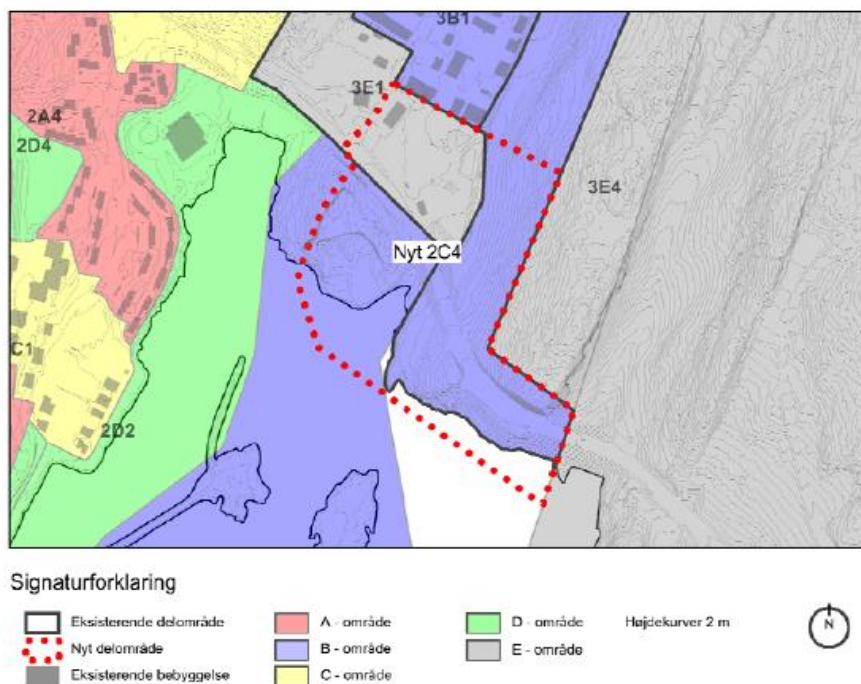 3B1
3E1
2A4
2D4
3E4
Nyt 2C4
C1
2D2
Signaturforklaring
Eksisterende delområde
Nyt delområde
Eksisterende bebyggelse
A - område
B - område
C - område
D - område
E - område
Højdekurver 2 m
N